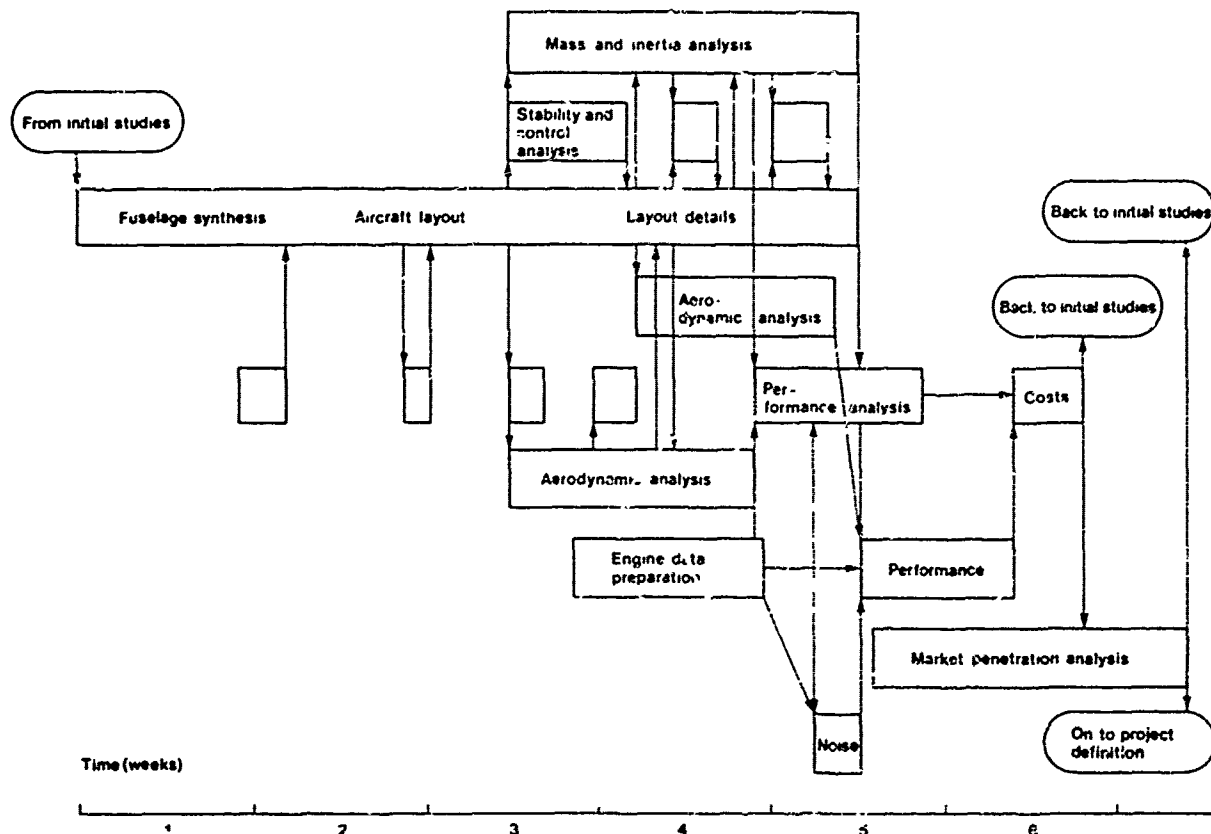 Mass and inertia analysis
From initial studies
Stability and
control
analysis
Fuselage synthesis
Aircraft layout
Layout details
Back to initial studies
Aero-
dynamic analysis
Back to initial studies
Per-
formance analysis
Costs
Aerodynamic analysis
Engine data
preparation
Performance
Market penetration analysis
Noise
On to project
definition
Time (weeks)
1 2 3 4 5 6